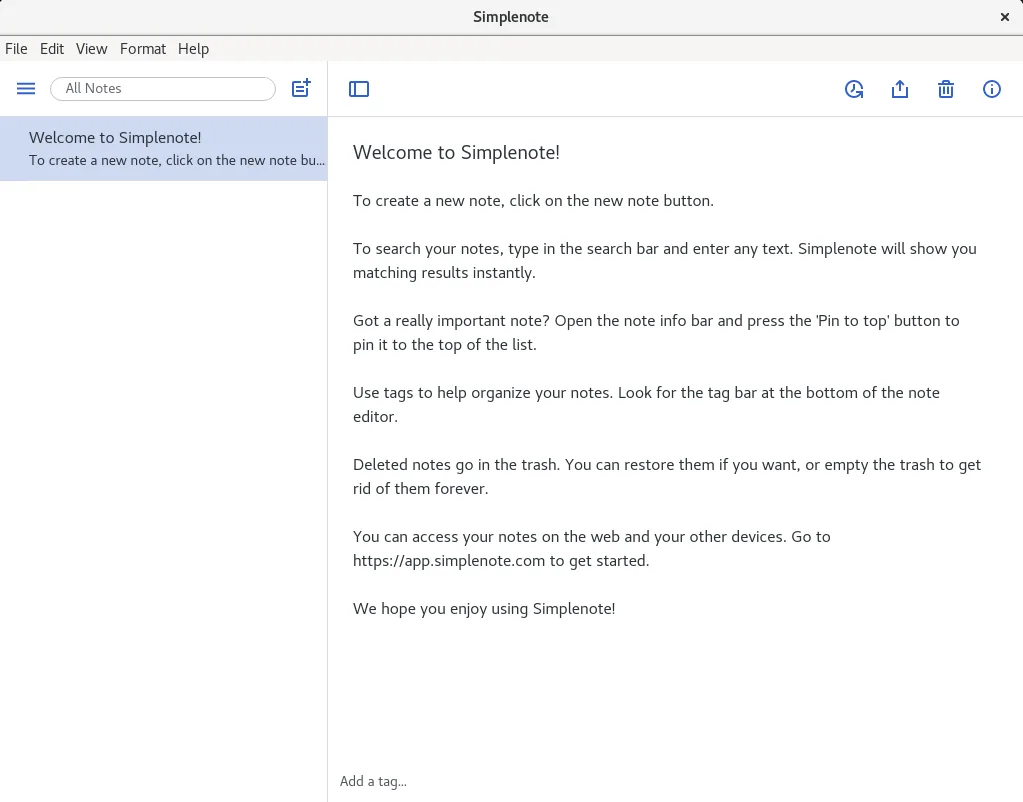 Simplenote
File Edit View Format Help
All Notes
Welcome to Simplenote!
To create a new note, click on the new note bu...
Welcome to Simplenote!
To create a new note, click on the new note button.
To search your notes, type in the search bar and enter any text. Simplenote will show you
matching results instantly.
Got a really important note? Open the note info bar and press the 'Pin to top' button to
pin it to the top of the list.
Use tags to help organize your notes. Look for the tag bar at the bottom of the note
editor.
Deleted notes go in the trash. You can restore them if you want, or empty the trash to get
rid of them forever.
You can access your notes on the web and your other devices. Go to
https://app.simplenote.com to get started.
We hope you enjoy using Simplenote!
Add a tag...